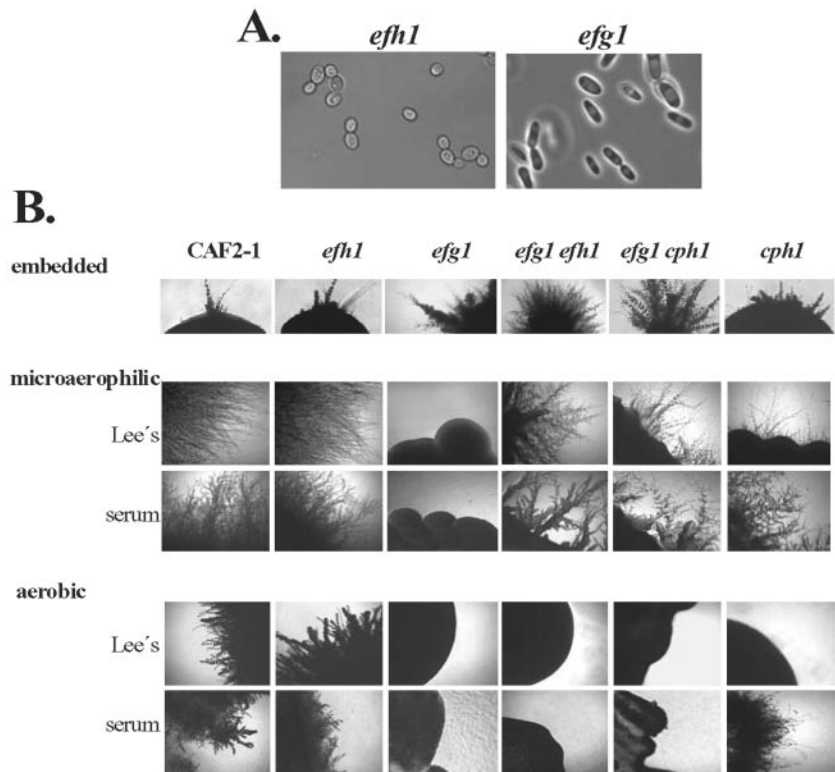 A.
efh1 efg1
B.
CAF2-1 efh1 efg1 efg1 efh1 efg1 cph1 cph1
embedded
microaerophilic
Lee´s
serum
aerobic
Lee´s
serum